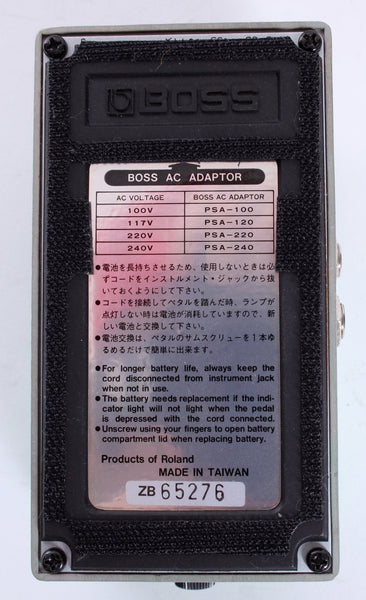 BOSS
BOSS AC ADAPTOR
AC VOLTAGE BOSS AC ADAPTOR
100V PSA-100
117V PSA-120
220V PSA-220
240V PSA-240
●電池を長持ちさせるため、使用しないときは必
ずコードをインストルメント・ジャックから抜
いておくようにして下さい。
●コードを接続してペタルを踏んだ時、ランプが
点灯しない時は電池が消耗していますので、新
しい電池と交換して下さい。
●電池交換は、ペタルのサムスクリューを1本ゆ
るめるだけで簡単に出来ます。
●For longer battery life, always keep the
cord disconnected from instrument jack
when not in use.
●The battery needs replacement if the indi-
cator light will not light when the pedal
is depressed with the cord connected.
●Unscrew using your fingers to open battery
compartment lid when replacing battery.
Products of Roland
MADE IN TAIWAN
ZB 65276